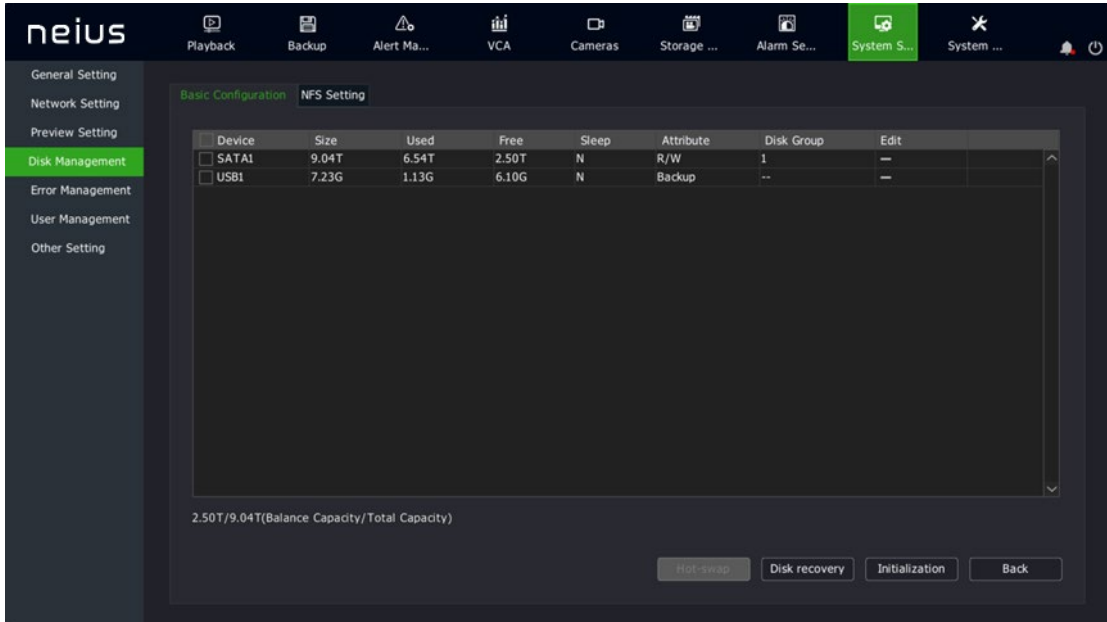 neius
Playback Backup Alert Ma... VCA Cameras Storage ... Alarm Se... System S... System ...
General Setting
Network Setting
Preview Setting
Disk Management
Error Management
User Management
Other Setting
Basic Configuration NFS Setting
Device Size Used Free Sleep Attribute Disk Group Edit
SATA1 9.04T 6.54T 2.50T N R/W 1 —
USB1 7.23G 1.13G 6.10G N Backup -- —
2.50T/9.04T(Balance Capacity/Total Capacity)
Hot-swap Disk recovery Initialization Back